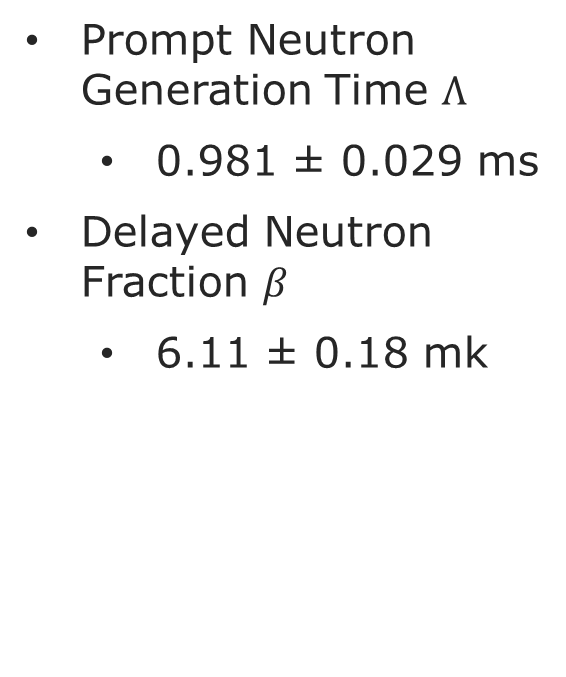 • Prompt Neutron
Generation Time Λ
• 0.981 ± 0.029 ms
• Delayed Neutron
Fraction β
• 6.11 ± 0.18 mk